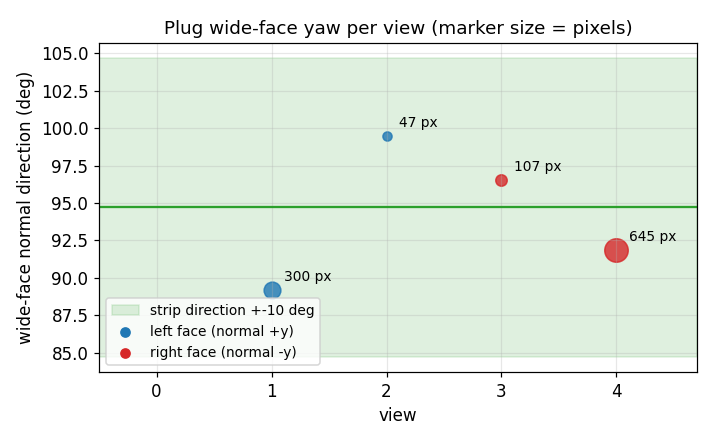 Plug wide-face yaw per view (marker size = pixels)
wide-face normal direction (deg)
105.0
102.5
100.0
97.5
95.0
92.5
90.0
87.5
85.0
47 px
107 px
645 px
300 px
strip direction +-10 deg
left face (normal +y)
right face (normal -y)
0 1 2 3 4
view